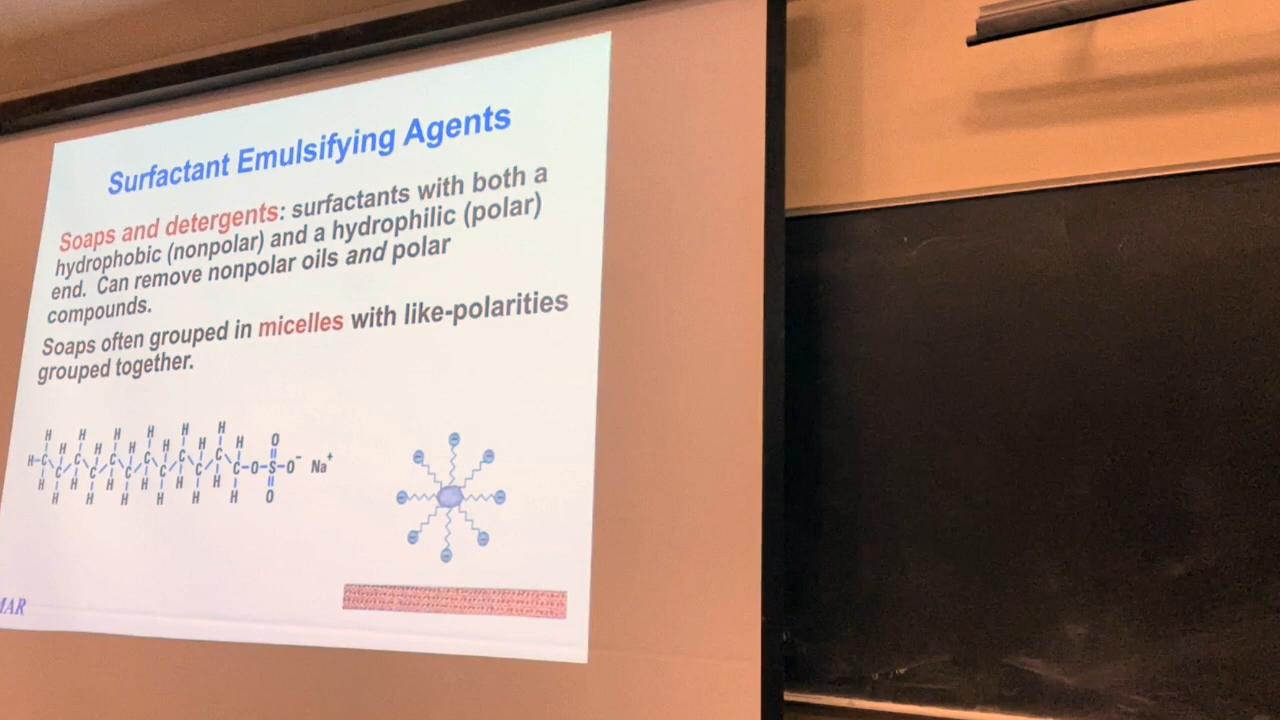 Surfactant Emulsifying Agents
Soaps and detergents: surfactants with both a
hydrophobic (nonpolar) and a hydrophilic (polar)
end. Can remove nonpolar oils and polar
compounds.
Soaps often grouped in micelles with like-polarities
grouped together.
H H H H H H
H H H H H H
H-C C C C C C C C C C C C-O-S-O⁻ Na⁺
H H H H H H
H H H H H H
O
O
MAR